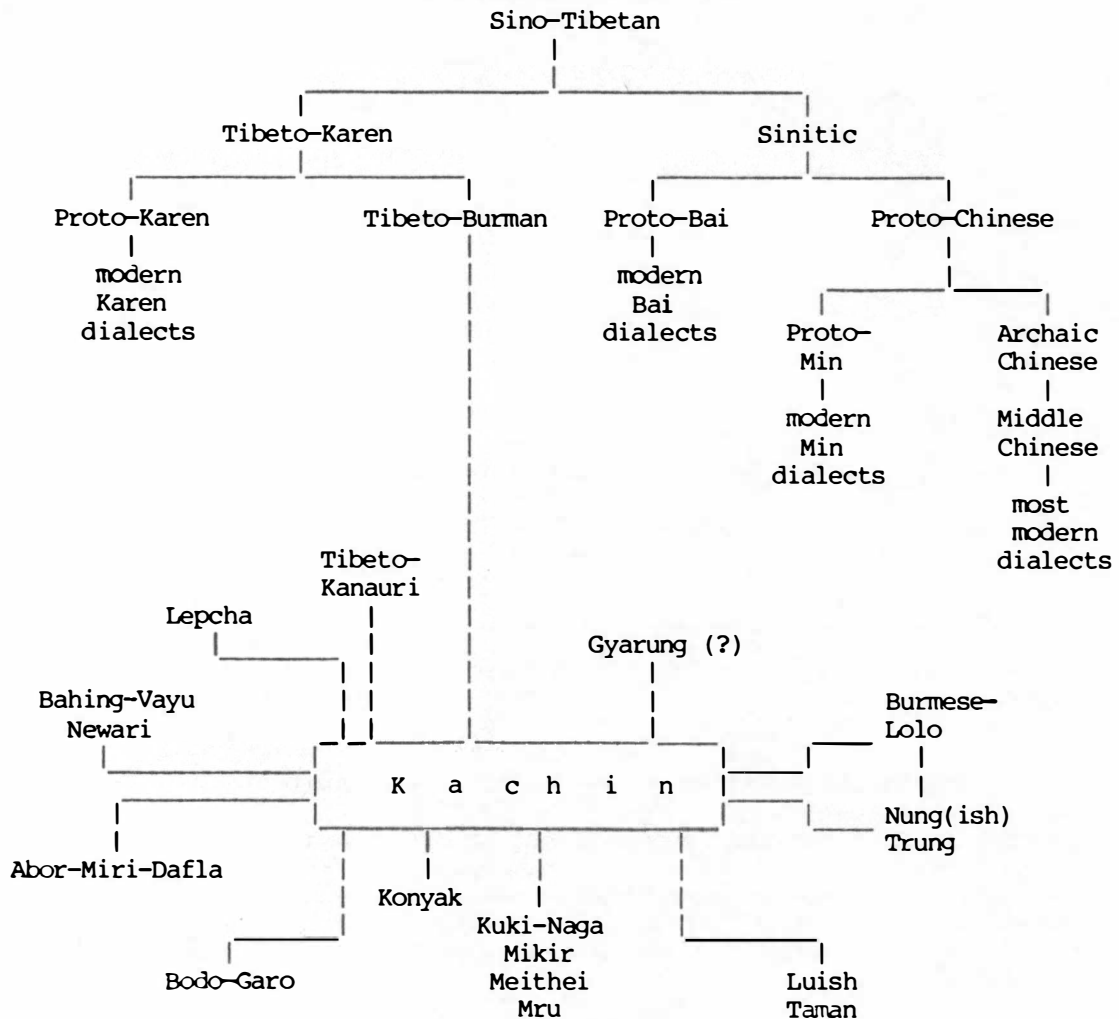 Sino-Tibetan
Tibeto-Karen
Sinitic
Proto-Karen
Tibeto-Burman
Proto-Bai
Proto-Chinese
modern
Karen
dialects
modern
Bai
dialects
Proto-
Min
Archaic
Chinese
modern
Min
dialects
Middle
Chinese
most
modern
dialects
Tibeto-
Kanauri
Lepcha
Gyarung (?)
Bahing-Vayu
Newari
Burmese-
Lolo
K a c h i n
Nung(ish)
Trung
Abor-Miri-Dafla
Konyak
Kuki-Naga
Mikir
Meithei
Mru
Bodo-Garo
Luish
Taman